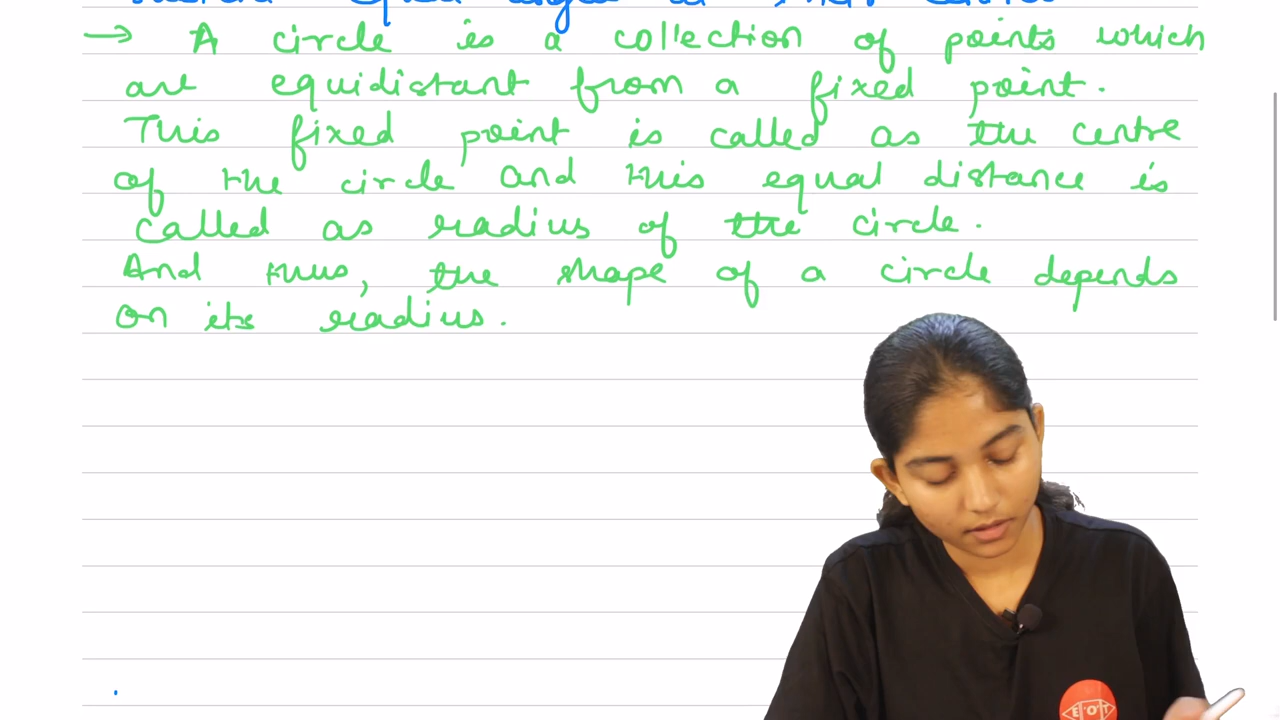 → A circle is a collection of points which
are equidistant from a fixed point.
This fixed point is called as the centre
of the circle and this equal distance is
called as radius of the circle.
And thus, the shape of a circle depends
on its radius.
EOT